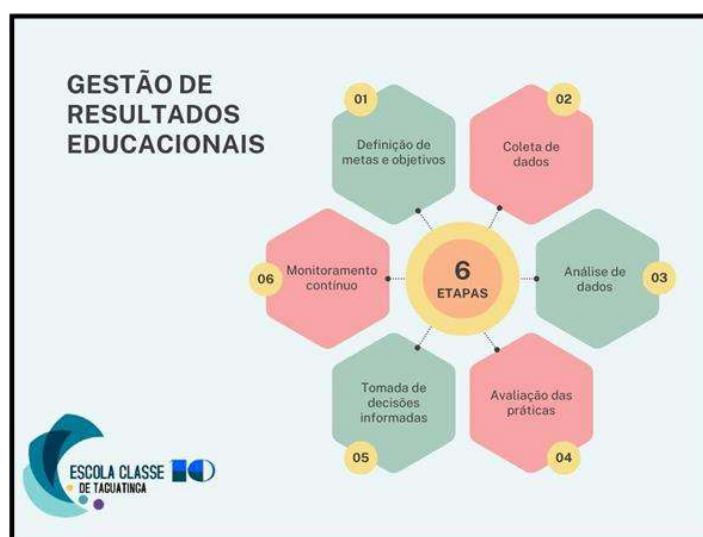 GESTÃO DE
RESULTADOS
EDUCACIONAIS
01
Definição de
metas e objetivos
02
Coleta de
dados
03
Análise de
dados
04
Avaliação das
práticas
05
Tomada de
decisões
informadas
06
Monitoramento
contínuo
6
ETAPAS
ESCOLA CLASSE 10
DE TAGUATINGA